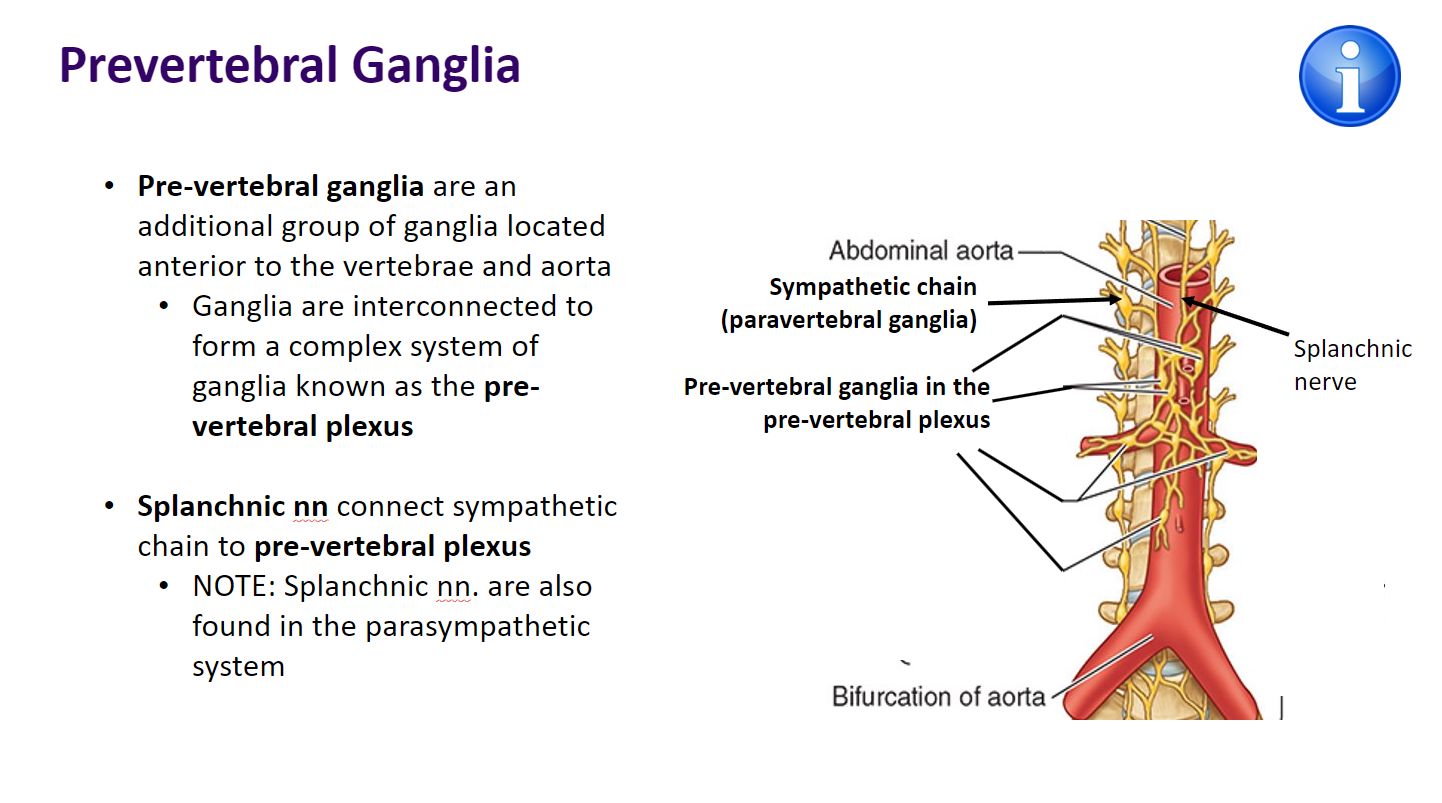 Prevertebral Ganglia
i
• Pre-vertebral ganglia are an
additional group of ganglia located
anterior to the vertebrae and aorta
• Ganglia are interconnected to
form a complex system of
ganglia known as the pre-
vertebral plexus
• Splanchnic nn connect sympathetic
chain to pre-vertebral plexus
• NOTE: Splanchnic nn. are also
found in the parasympathetic
system
Abdominal aorta
Sympathetic chain
(paravertebral ganglia)
Splanchnic
nerve
Pre-vertebral ganglia in the
pre-vertebral plexus
Bifurcation of aorta